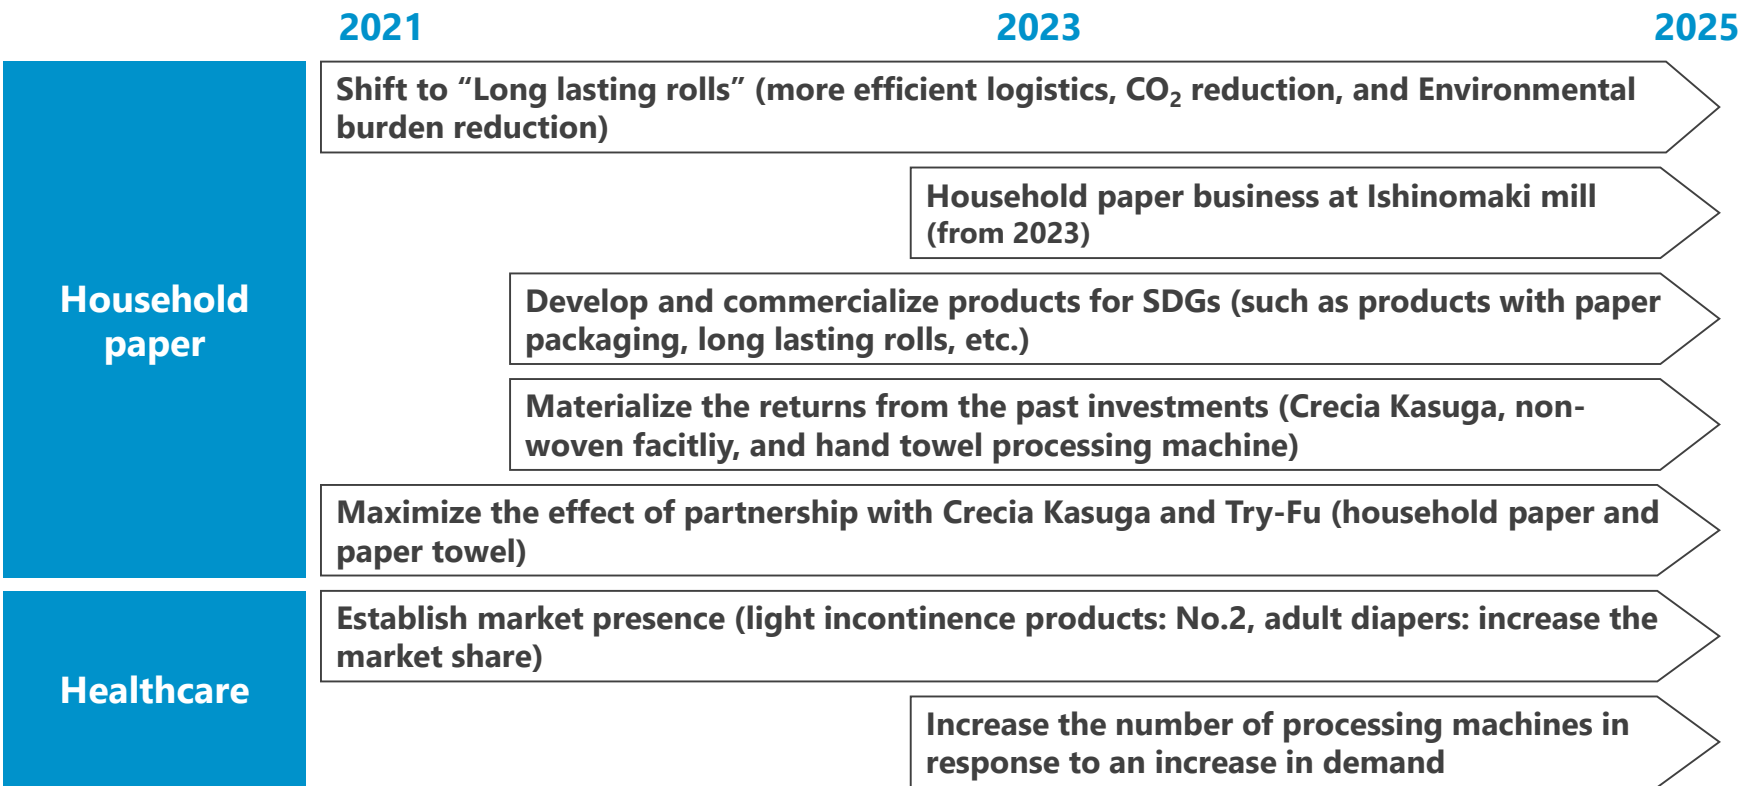 2021 2023 2025
Household
paper
Shift to “Long lasting rolls” (more efficient logistics, CO₂ reduction, and Environmental
burden reduction)
Household paper business at Ishinomaki mill
(from 2023)
Develop and commercialize products for SDGs (such as products with paper
packaging, long lasting rolls, etc.)
Materialize the returns from the past investments (Crecia Kasuga, non-
woven facitliy, and hand towel processing machine)
Maximize the effect of partnership with Crecia Kasuga and Try-Fu (household paper and
paper towel)
Healthcare
Establish market presence (light incontinence products: No.2, adult diapers: increase the
market share)
Increase the number of processing machines in
response to an increase in demand